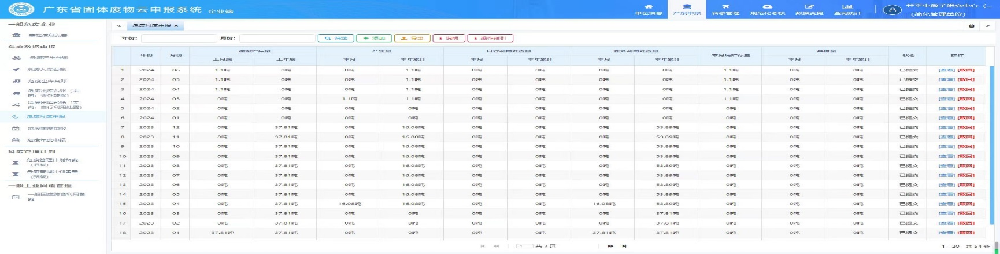 广东省固体废物云申报系统 企业端
单位信息 产废申报 转移管理 规范化考核 数据变更 查询统计
(简化管理单位)
一般危废企业
基础信息完善
危废数据申报
危废产生台账
危废入库台账
危废出库台账
危废出库台账（去向：委外转移）
危废出库台账（去向：自行利用处置）
危废月度申报
危废季度申报
危废年度申报
危废管理计划
危废管理计划备案（旧版）
危废管理计划备案（新版）
一般工业固废管理
一般固废跨省利用备案
« 危废月度申报 × »
年份: 月份: 筛选 + 添加 导出 说明 操作指引
年份 月份 遗留贮存量 产生量 自行利用处置量 委外利用处置量 本月底贮存量 其他量 状态 操作
上月底 上年底 本月 本年累计 本月 本年累计 本月 本年累计 本月 本年累计
1 2024 06 1.1吨 0吨 0吨 1.1吨 0吨 0吨 0吨 0吨 1.1吨 0吨 0吨 已提交 [查看] [取回]
2 2024 05 1.1吨 0吨 0吨 1.1吨 0吨 0吨 0吨 0吨 1.1吨 0吨 0吨 已提交 [查看] [取回]
3 2024 04 1.1吨 0吨 0吨 1.1吨 0吨 0吨 0吨 0吨 1.1吨 0吨 0吨 已提交 [查看] [取回]
4 2024 03 0吨 0吨 1.1吨 1.1吨 0吨 0吨 0吨 0吨 1.1吨 0吨 0吨 已提交 [查看] [取回]
5 2024 02 0吨 0吨 0吨 0吨 0吨 0吨 0吨 0吨 0吨 0吨 0吨 已提交 [查看] [取回]
6 2024 01 0吨 0吨 0吨 0吨 0吨 0吨 0吨 0吨 0吨 0吨 0吨 已提交 [查看] [取回]
7 2023 12 0吨 37.81吨 0吨 16.08吨 0吨 0吨 0吨 53.89吨 0吨 0吨 0吨 已提交 [查看] [取回]
8 2023 11 0吨 37.81吨 0吨 16.08吨 0吨 0吨 0吨 53.89吨 0吨 0吨 0吨 已提交 [查看] [取回]
9 2023 10 0吨 37.81吨 0吨 16.08吨 0吨 0吨 0吨 53.89吨 0吨 0吨 0吨 已提交 [查看] [取回]
10 2023 09 0吨 37.81吨 0吨 16.08吨 0吨 0吨 0吨 53.89吨 0吨 0吨 0吨 已提交 [查看] [取回]
11 2023 08 0吨 37.81吨 0吨 16.08吨 0吨 0吨 0吨 53.89吨 0吨 0吨 0吨 已提交 [查看] [取回]
12 2023 07 0吨 37.81吨 0吨 16.08吨 0吨 0吨 0吨 53.89吨 0吨 0吨 0吨 已提交 [查看] [取回]
13 2023 06 0吨 37.81吨 0吨 16.08吨 0吨 0吨 0吨 53.89吨 0吨 0吨 0吨 已提交 [查看] [取回]
14 2023 05 0吨 37.81吨 0吨 16.08吨 0吨 0吨 0吨 53.89吨 0吨 0吨 0吨 已提交 [查看] [取回]
15 2023 04 0吨 37.81吨 16.08吨 16.08吨 0吨 0吨 16.08吨 53.89吨 0吨 0吨 0吨 已提交 [查看] [取回]
16 2023 03 0吨 37.81吨 0吨 0吨 0吨 0吨 0吨 37.81吨 0吨 0吨 0吨 已提交 [查看] [取回]
17 2023 02 0吨 37.81吨 0吨 0吨 0吨 0吨 0吨 37.81吨 0吨 0吨 0吨 已提交 [查看] [取回]
18 2023 01 37.81吨 37.81吨 0吨 0吨 0吨 0吨 37.81吨 37.81吨 0吨 0吨 0吨 已提交 [查看] [取回]
1 共 3 页 1 - 20 共 54 条